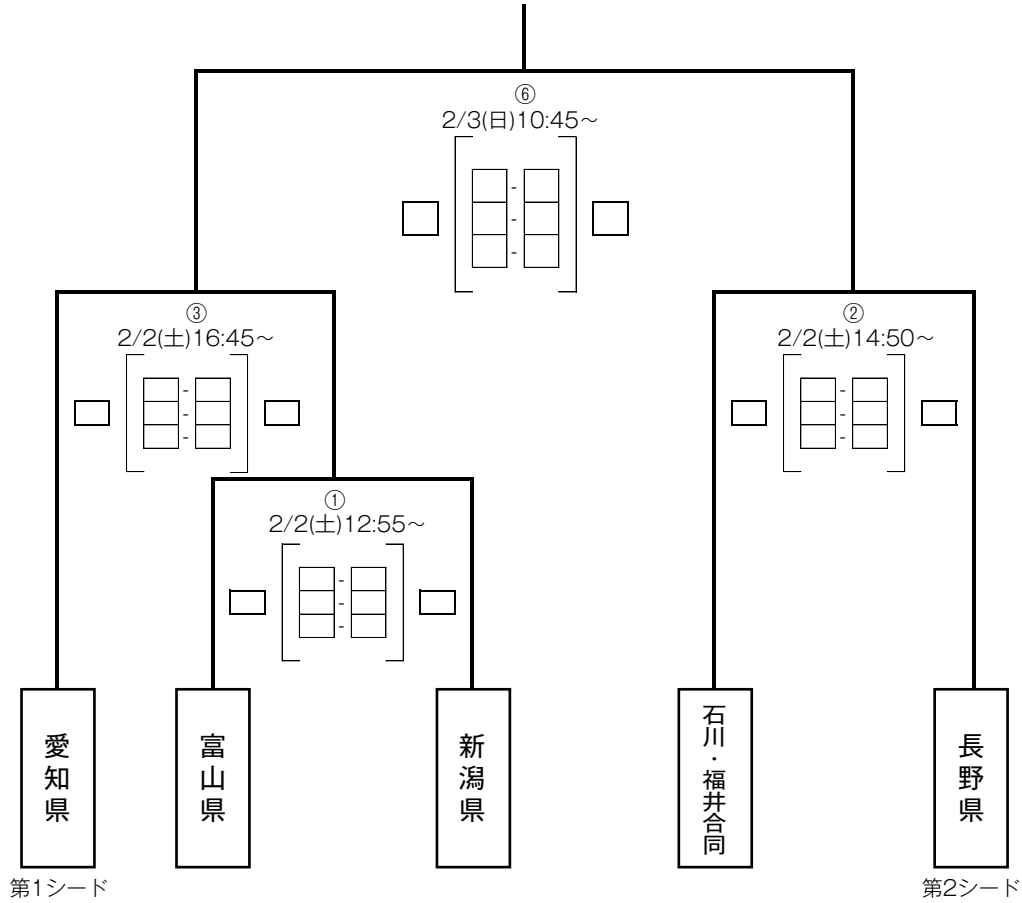 ⑥
2/3(日)10:45～
-
-
-
③
2/2(土)16:45～
-
-
-
②
2/2(土)14:50～
-
-
-
①
2/2(土)12:55～
-
-
-
愛知県
富山県
新潟県
石川・福井合同
長野県
第1シード
第2シード